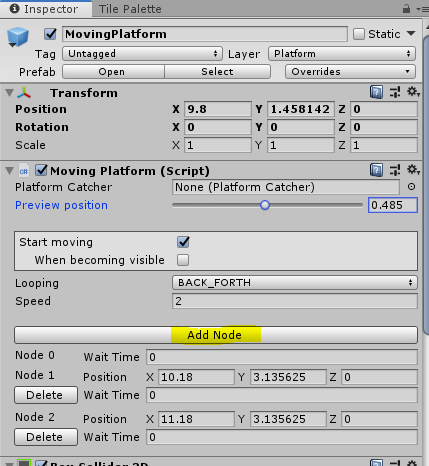 Inspector Tile Palette
MovingPlatform Static
Tag Untagged Layer Platform
Prefab Open Select Overrides
Transform
Position X 9.8 Y 1.458142 Z 0
Rotation X 0 Y 0 Z 0
Scale X 1 Y 1 Z 1
Moving Platform (Script)
Platform Catcher None (Platform Catcher)
Preview position 0.485
Start moving
When becoming visible
Looping BACK_FORTH
Speed 2
Add Node
Node 0 Wait Time 0
Node 1 Position X 10.18 Y 3.135625 Z 0
Delete Wait Time 0
Node 2 Position X 11.18 Y 3.135625 Z 0
Delete Wait Time 0
Box Collider 2D